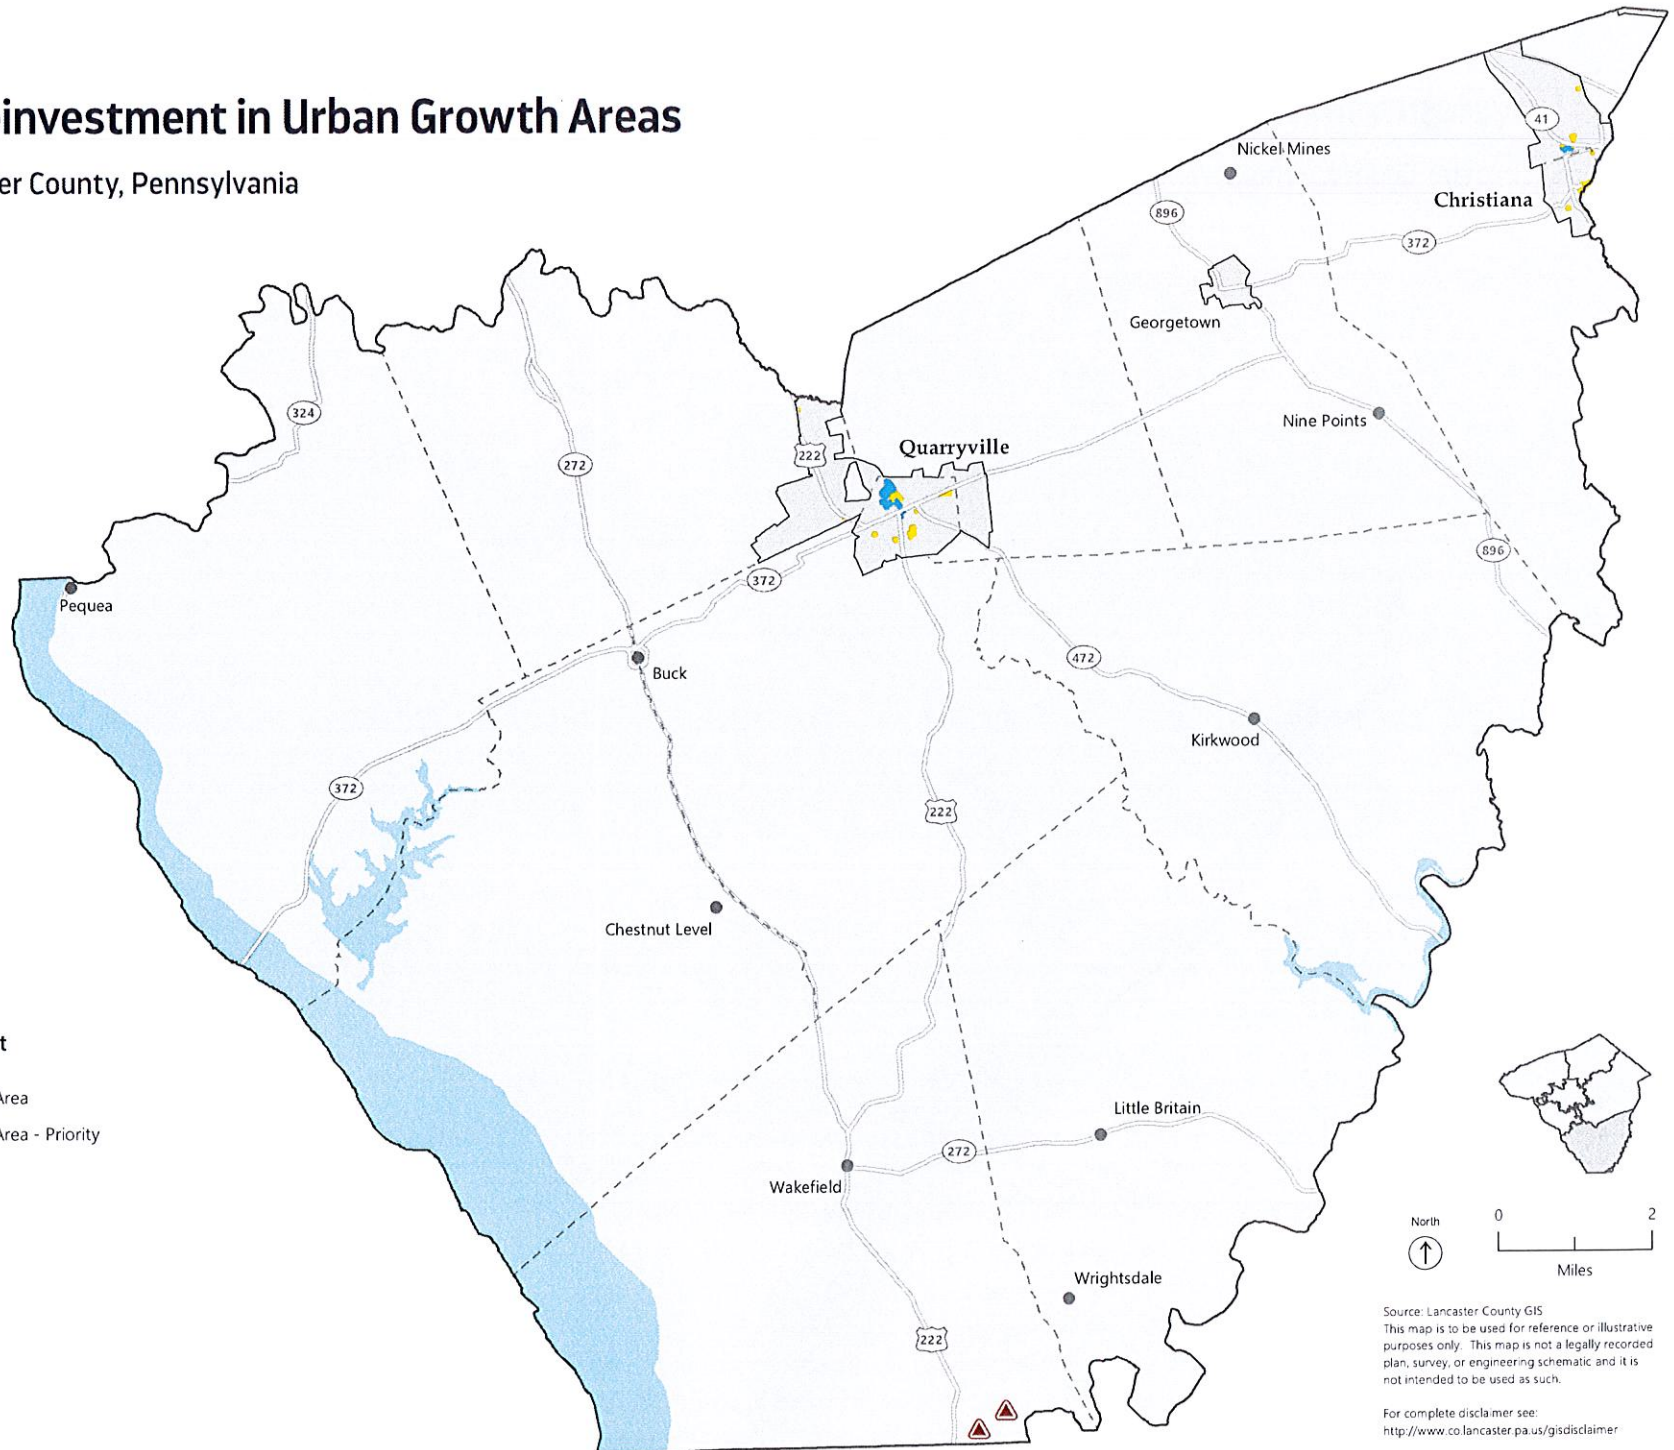 investment in Urban Growth Areas
er County, Pennsylvania
Nickel Mines
41
Christiana
896
372
Georgetown
324
272
222
Quarryville
Nine Points
896
372
Pequea
Buck
472
Kirkwood
372
222
Chestnut Level
t
Area
Area - Priority
Little Britain
272
Wakefield
North
0
2
Miles
Wrightsdale
222
Source: Lancaster County GIS
This map is to be used for reference or illustrative
purposes only. This map is not a legally recorded
plan, survey, or engineering schematic and it is
not intended to be used as such.
For complete disclaimer see:
http://www.co.lancaster.pa.us/gisdisclaimer